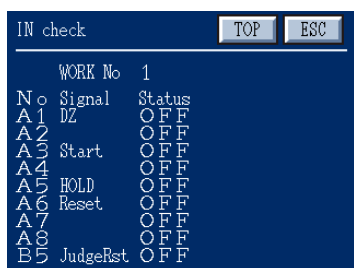 IN check TOP ESC
WORK No 1
No Signal Status
A1 DZ OFF
A2 OFF
A3 Start OFF
A4 OFF
A5 HOLD OFF
A6 Reset OFF
A7 OFF
A8 OFF
B5 JudgeRst OFF